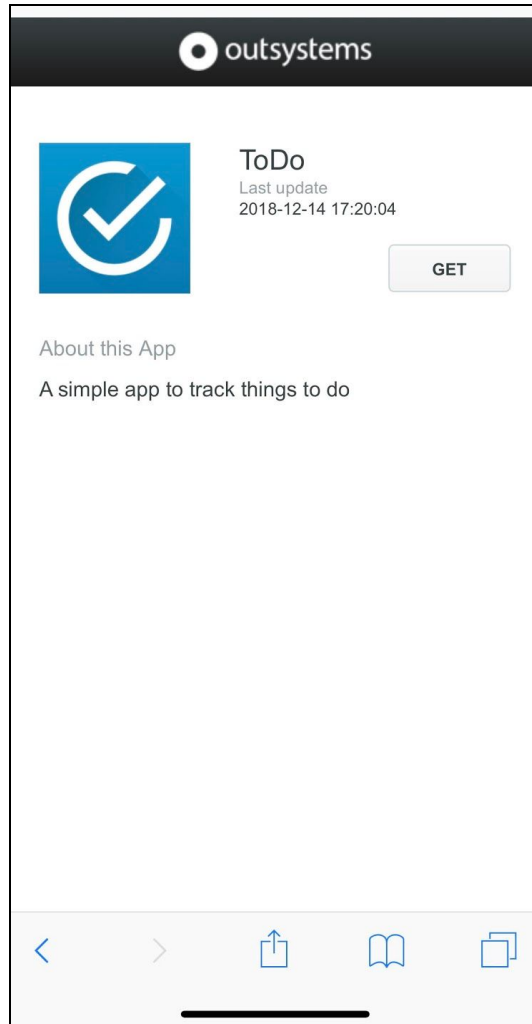 outsystems
ToDo
Last update
2018-12-14 17:20:04
GET
About this App
A simple app to track things to do